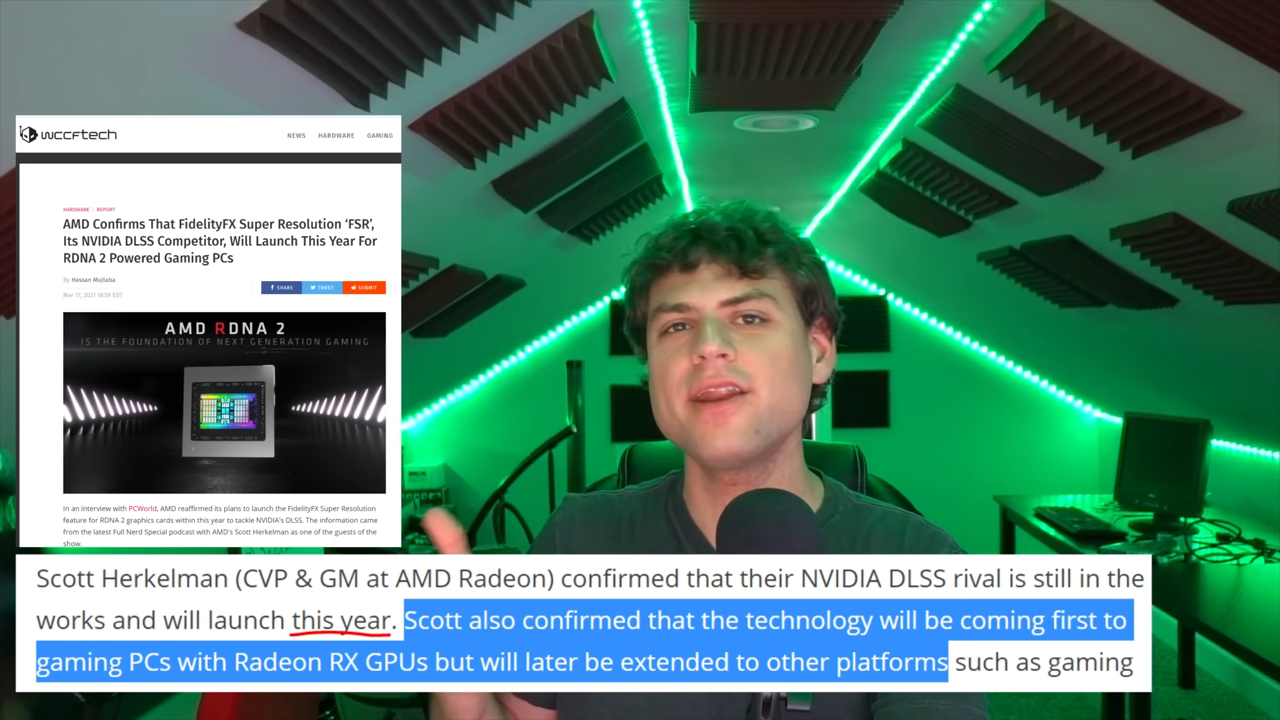 wccftech
NEWS HARDWARE GAMING
HARDWARE REPORT
AMD Confirms That FidelityFX Super Resolution ‘FSR’,
Its NVIDIA DLSS Competitor, Will Launch This Year For
RDNA 2 Powered Gaming PCs
By Hassan Mujtaba
Mar 17, 2021 18:59 EDT
SHARE TWEET SUBMIT
AMD RDNA 2
IS THE FOUNDATION OF NEXT GENERATION GAMING
In an interview with PCWorld, AMD reaffirmed its plans to launch the FidelityFX Super Resolution
feature for RDNA 2 graphics cards within this year to tackle NVIDIA's DLSS. The information came
from the latest Full Nerd Special podcast with AMD's Scott Herkelman as one of the guests of the
show.
Scott Herkelman (CVP & GM at AMD Radeon) confirmed that their NVIDIA DLSS rival is still in the
works and will launch this year. Scott also confirmed that the technology will be coming first to
gaming PCs with Radeon RX GPUs but will later be extended to other platforms such as gaming